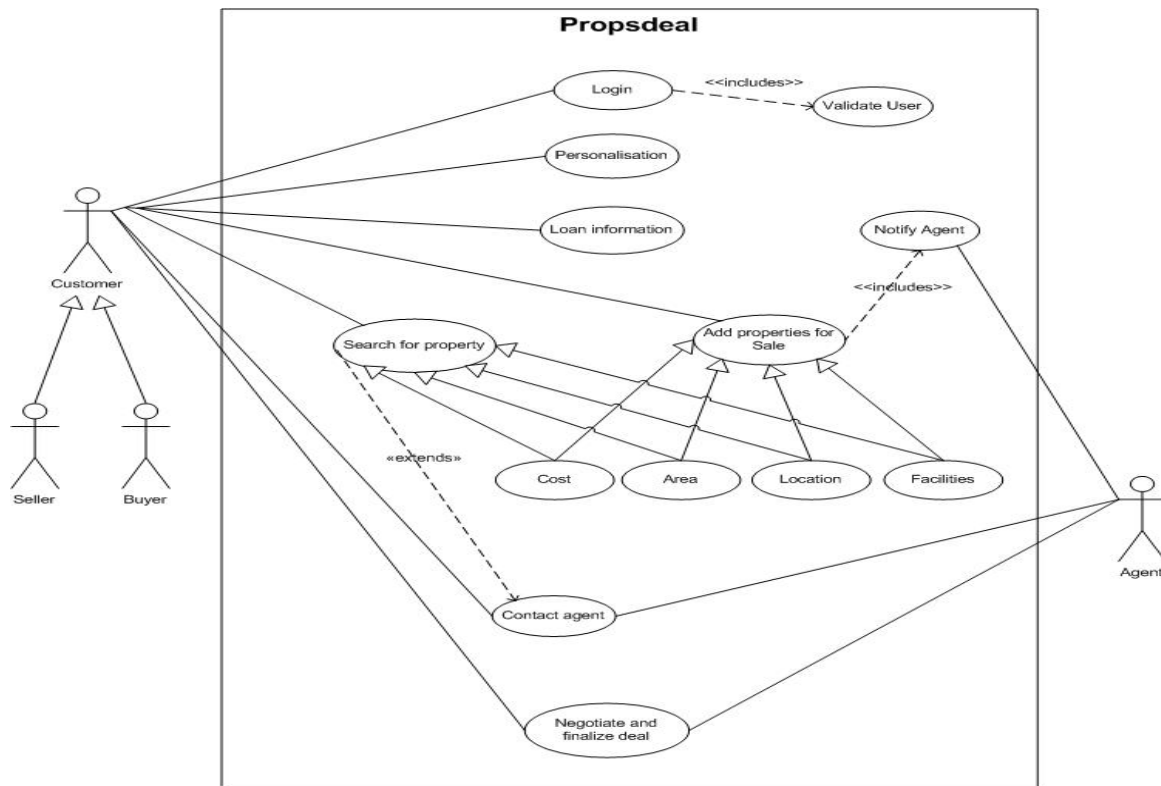 Propsdeal
Login
<<includes>>
Validate User
Personalisation
Loan information
Notify Agent
Customer
<<includes>>
Search for property
Add properties for
Sale
«extends»
Cost
Area
Location
Facilities
Seller
Buyer
Agent
Contact agent
Negotiate and
finalize deal